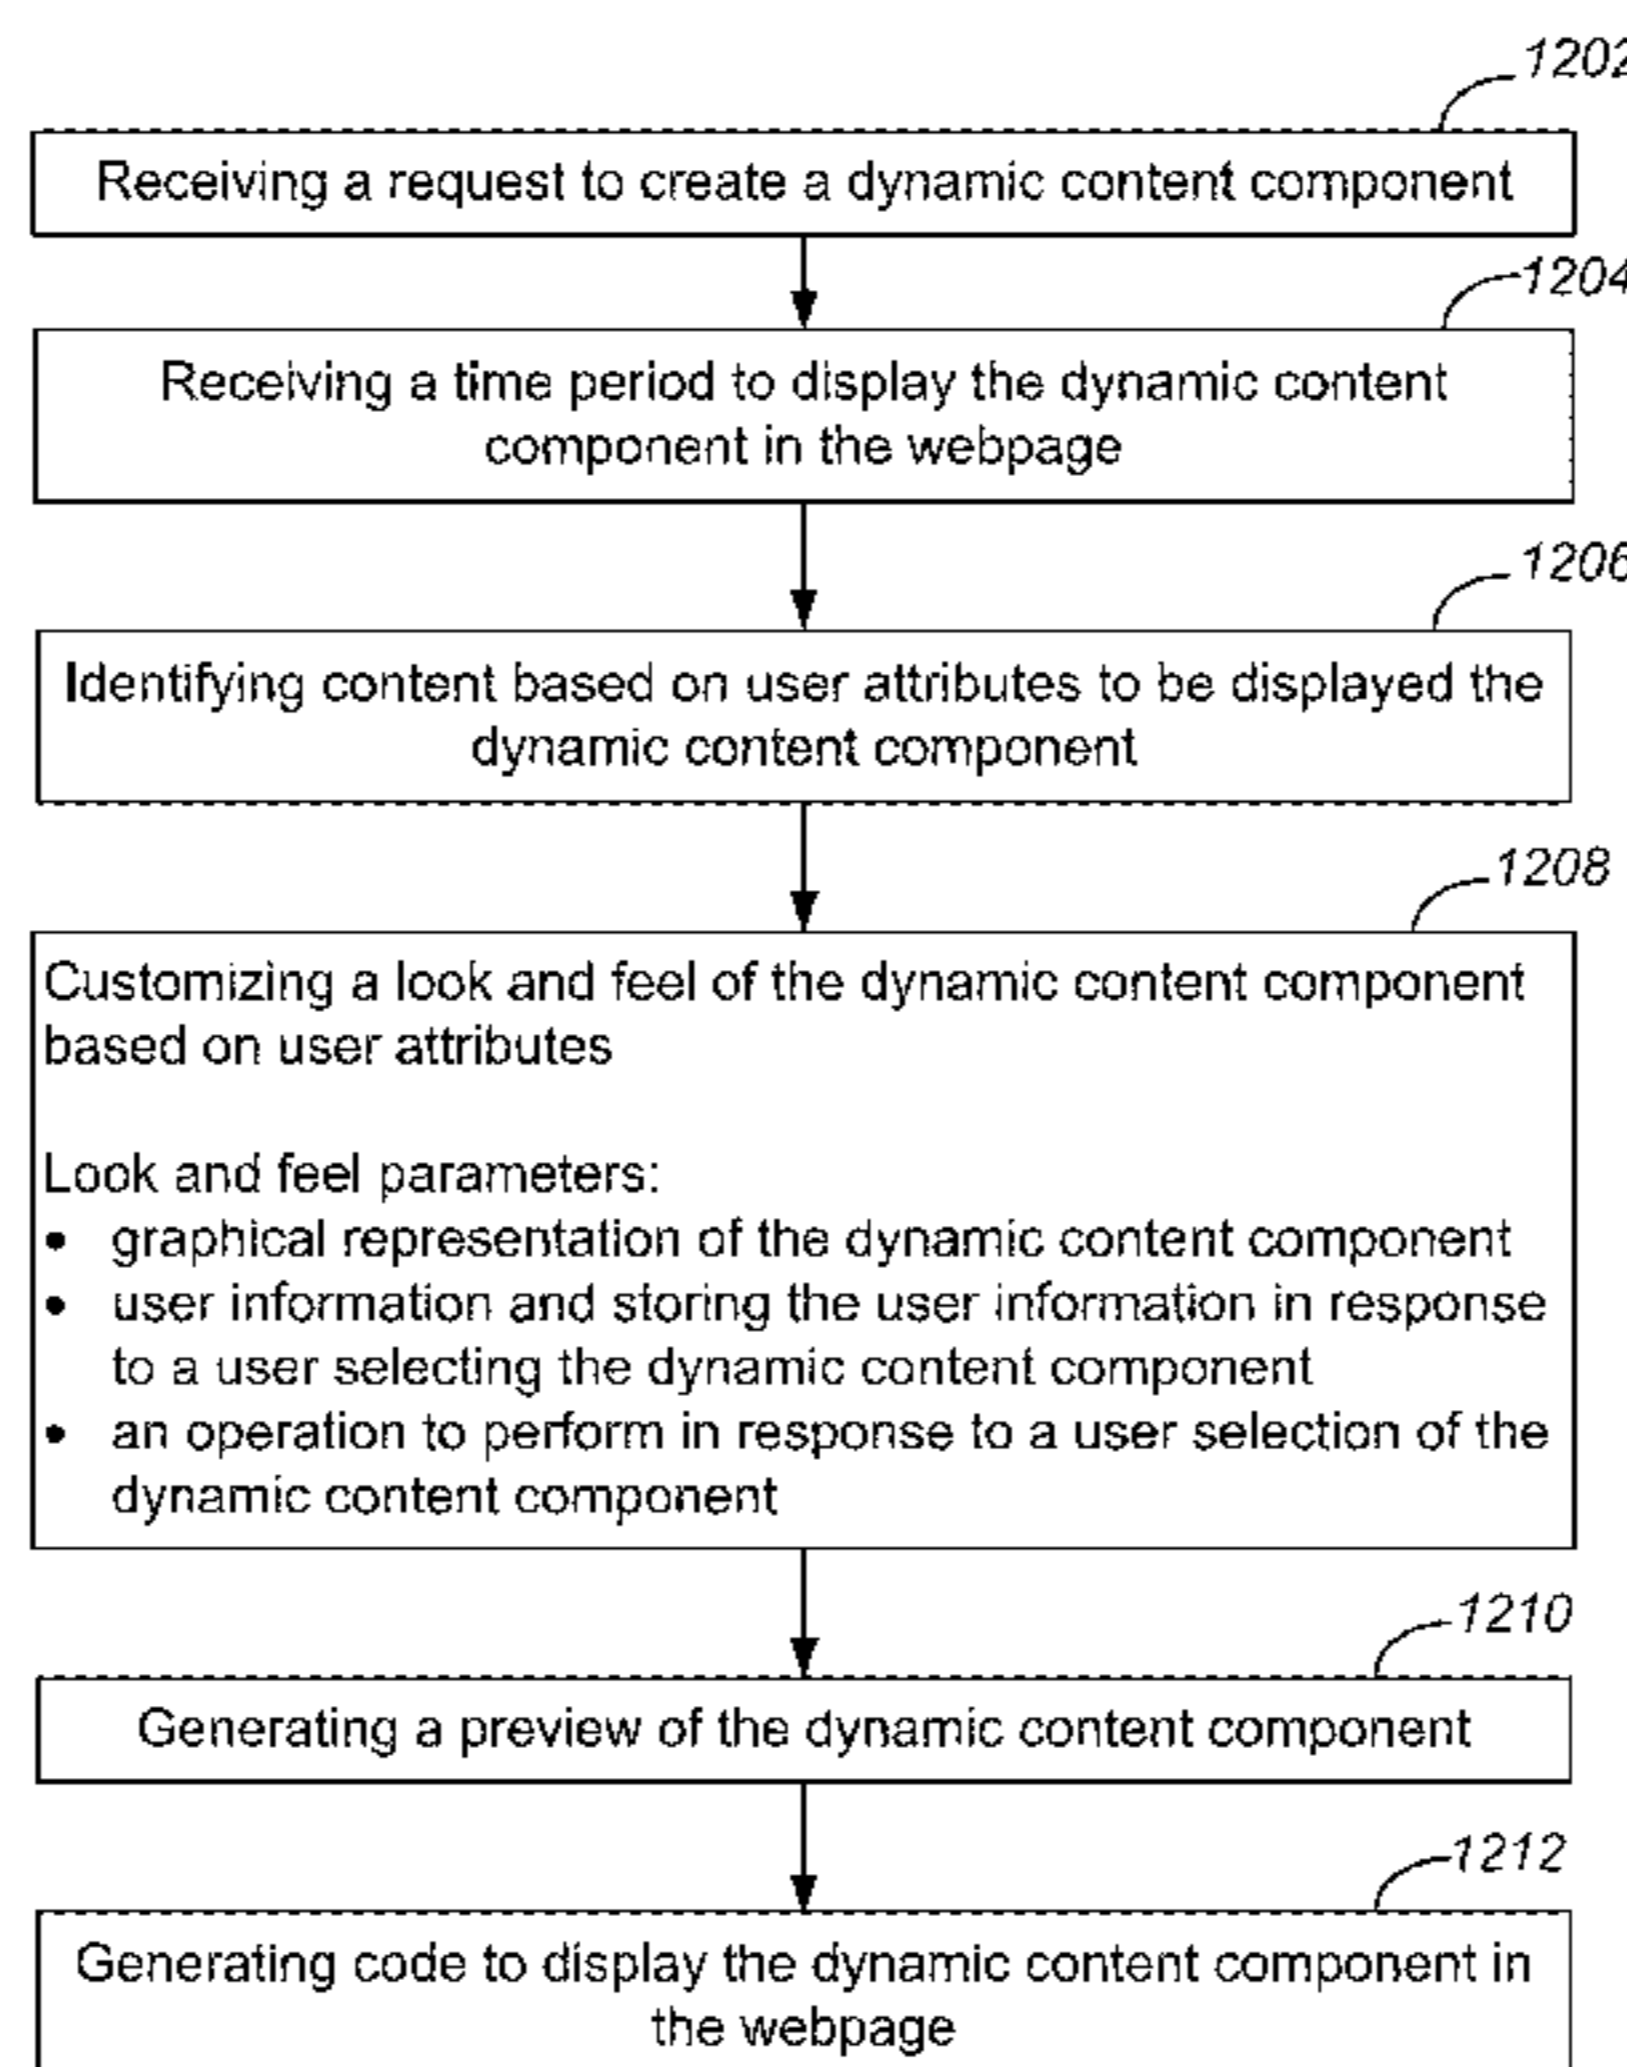 1202
Receiving a request to create a dynamic content component
1204
Receiving a time period to display the dynamic content
component in the webpage
1206
Identifying content based on user attributes to be displayed the
dynamic content component
1208
Customizing a look and feel of the dynamic content component
based on user attributes
Look and feel parameters:
• graphical representation of the dynamic content component
• user information and storing the user information in response
to a user selecting the dynamic content component
• an operation to perform in response to a user selection of the
dynamic content component
1210
Generating a preview of the dynamic content component
1212
Generating code to display the dynamic content component in
the webpage